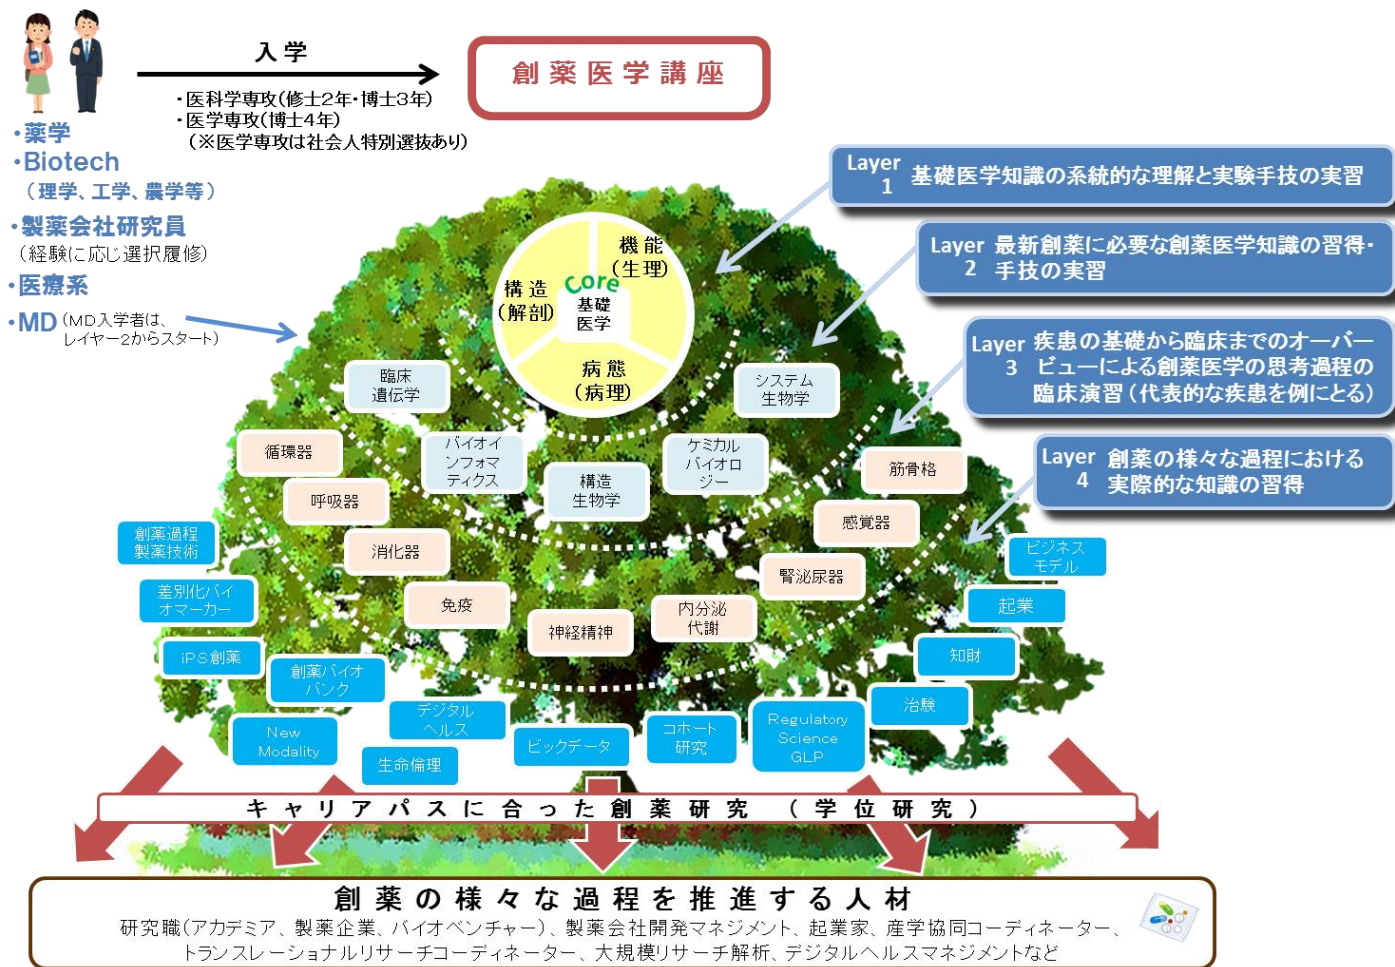 入学
創薬医学講座
・医科学専攻(修士2年・博士3年)
・医学専攻(博士4年)
(※医学専攻は社会人特別選抜あり)
・薬学
・Biotech
(理学、工学、農学等)
・製薬会社研究員
(経験に応じ選択履修)
・医療系
・MD(MD入学者は、
レイヤー2からスタート)
Layer 1 基礎医学知識の系統的な理解と実験手技の実習
Layer 2 最新創薬に必要な創薬医学知識の習得・
手技の実習
Layer 3 疾患の基礎から臨床までのオーバー
ビューによる創薬医学の思考過程の
臨床演習(代表的な疾患を例にとる)
Layer 4 創薬の様々な過程における
実際的な知識の習得
機能
(生理)
構造
(解剖)
Core
基礎
医学
病態
(病理)
臨床
遺伝学
バイオイ
ンフォマ
ティクス
構造
生物学
ケミカル
バイオロ
ジー
システム
生物学
循環器
呼吸器
消化器
免疫
神経精神
内分泌
代謝
腎泌尿器
感覚器
筋骨格
創薬過程
製薬技術
差別化バイ
オマーカー
iPS創薬
創薬バイオ
バンク
New
Modality
デジタル
ヘルス
生命倫理
ビックデータ
コホート
研究
Regulatory
Science
GLP
治験
知財
起業
ビジネス
モデル
キャリアパスに合った創薬研究(学位研究)
創薬の様々な過程を推進する人材
研究職(アカデミア、製薬企業、バイオベンチャー)、製薬会社開発マネジメント、起業家、産学協同コーディネーター、
トランスレーショナルリサーチコーディネーター、大規模リサーチ解析、デジタルヘルスマネジメントなど